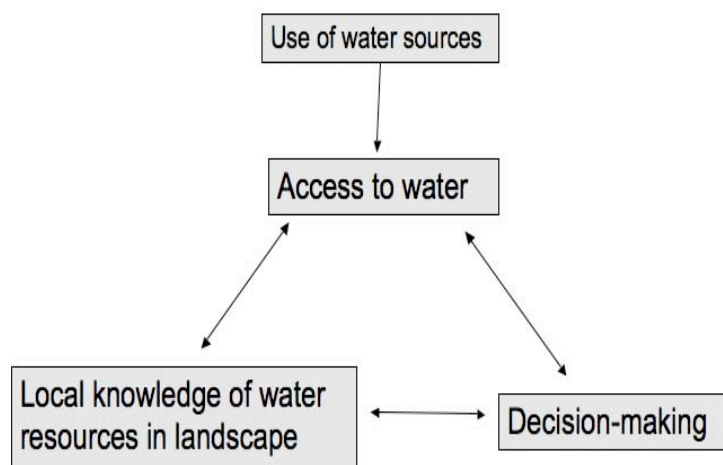 Use of water sources
Access to water
Local knowledge of water
resources in landscape
Decision-making